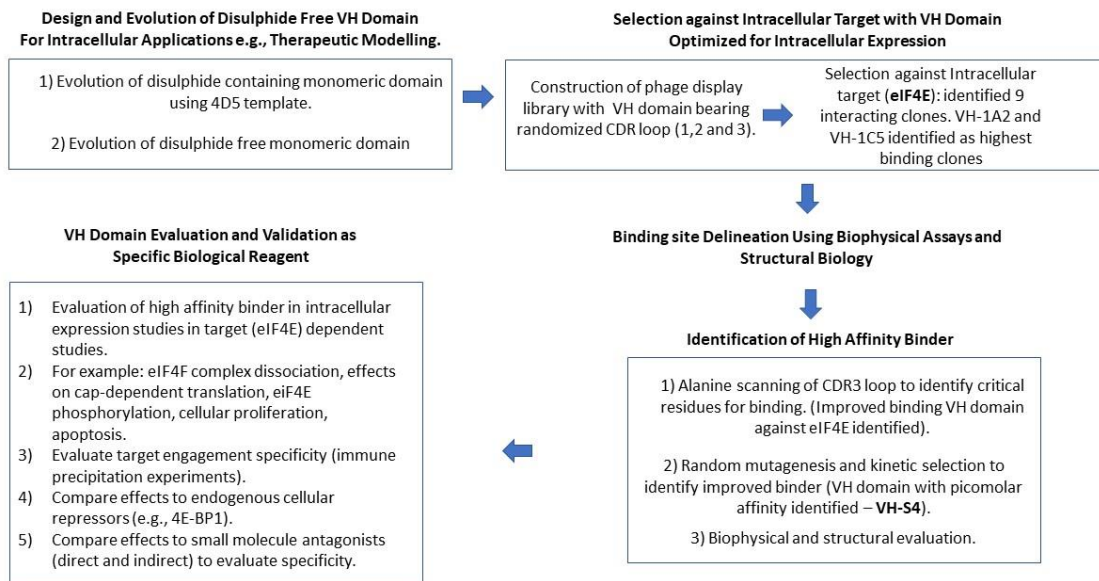 Design and Evolution of Disulphide Free VH Domain
For Intracellular Applications e.g., Therapeutic Modelling.
1) Evolution of disulphide containing monomeric domain
using 4D5 template.
2) Evolution of disulphide free monomeric domain
Selection against Intracellular Target with VH Domain
Optimized for Intracellular Expression
Construction of phage display
library with VH domain bearing
randomized CDR loop (1,2 and 3).
Selection against Intracellular
target (eIF4E): identified 9
interacting clones. VH-1A2 and
VH-1C5 identified as highest
binding clones
Binding site Delineation Using Biophysical Assays and
Structural Biology
Identification of High Affinity Binder
1) Alanine scanning of CDR3 loop to identify critical
residues for binding. (Improved binding VH domain
against eIF4E identified).
2) Random mutagenesis and kinetic selection to
identify improved binder (VH domain with picomolar
affinity identified – VH-S4).
3) Biophysical and structural evaluation.
VH Domain Evaluation and Validation as
Specific Biological Reagent
1) Evaluation of high affinity binder in intracellular
expression studies in target (eIF4E) dependent
studies.
2) For example: eIF4F complex dissociation, effects
on cap-dependent translation, eiF4E
phosphorylation, cellular proliferation,
apoptosis.
3) Evaluate target engagement specificity (immune
precipitation experiments).
4) Compare effects to endogenous cellular
repressors (e.g., 4E-BP1).
5) Compare effects to small molecule antagonists
(direct and indirect) to evaluate specificity.